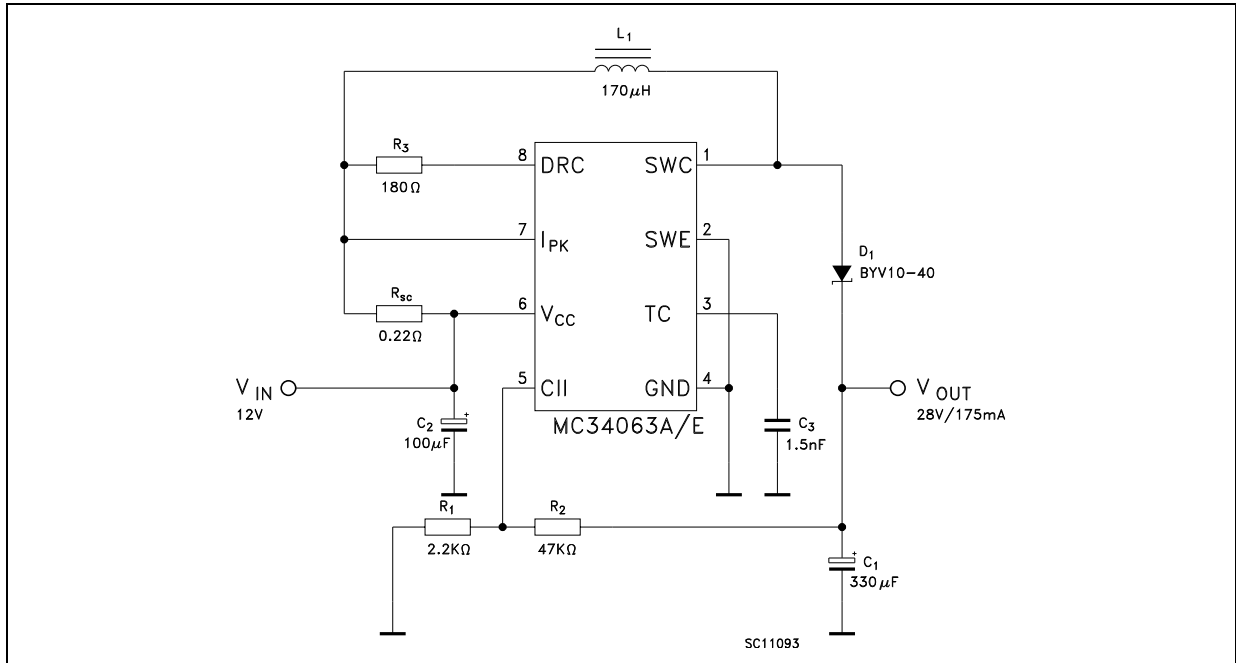 L1
170µH
R3
180Ω
8 DRC SWC 1
7 IPK SWE 2
D1
BYV10-40
Rsc
0.22Ω
6 VCC TC 3
5 CII GND 4
VIN
12V
VOUT
28V/175mA
MC34063A/E
C2
100µF
+
C3
1.5nF
R1
2.2KΩ
R2
47KΩ
+
C1
330µF
SC11093